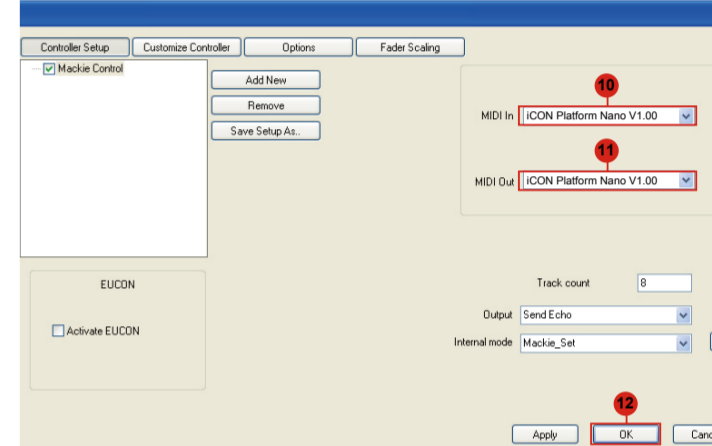 Controller Setup Customize Controller Options Fader Scaling
Mackie Control
Add New
Remove
Save Setup As..
10
MIDI In iCON Platform Nano V1.00
11
MIDI Out iCON Platform Nano V1.00
EUCON
Activate EUCON
Track count 8
Output Send Echo
Internal mode Mackie_Set
12
Apply OK Canc